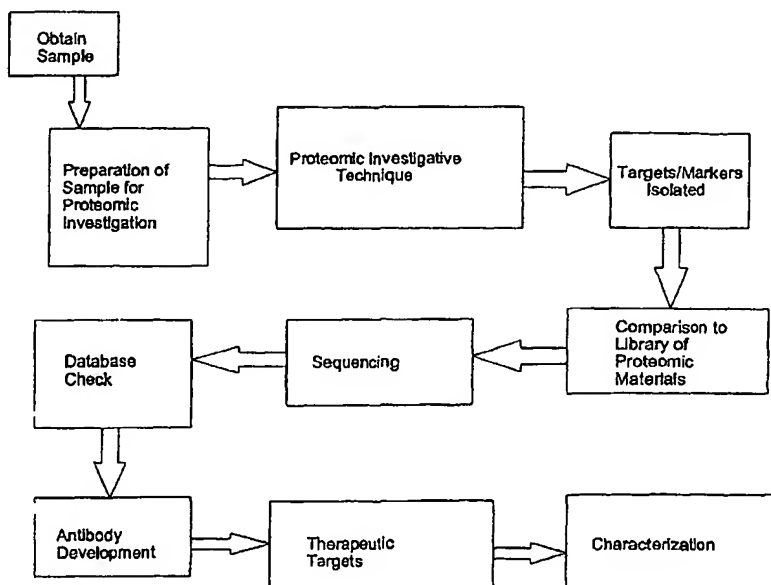 Obtain
Sample
Preparation of
Sample for
Proteomic
Investigation
Proteomic Investigative
Technique
Targets/Markers
Isolated
Comparison to
Library of
Proteomic
Materials
Sequencing
Database
Check
Antibody
Development
Therapeutic
Targets
Characterization